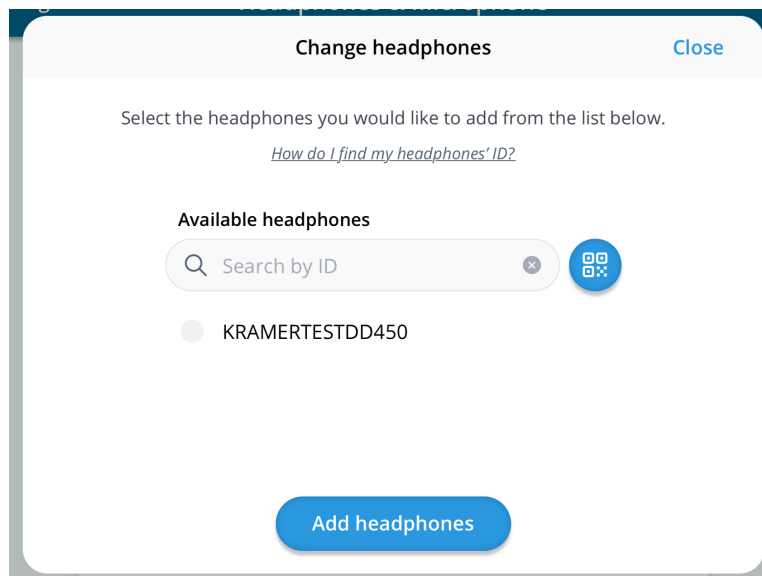 Change headphones
Close
Select the headphones you would like to add from the list below.
How do I find my headphones’ ID?
Available headphones
Search by ID
KRAMERTESTDD450
Add headphones